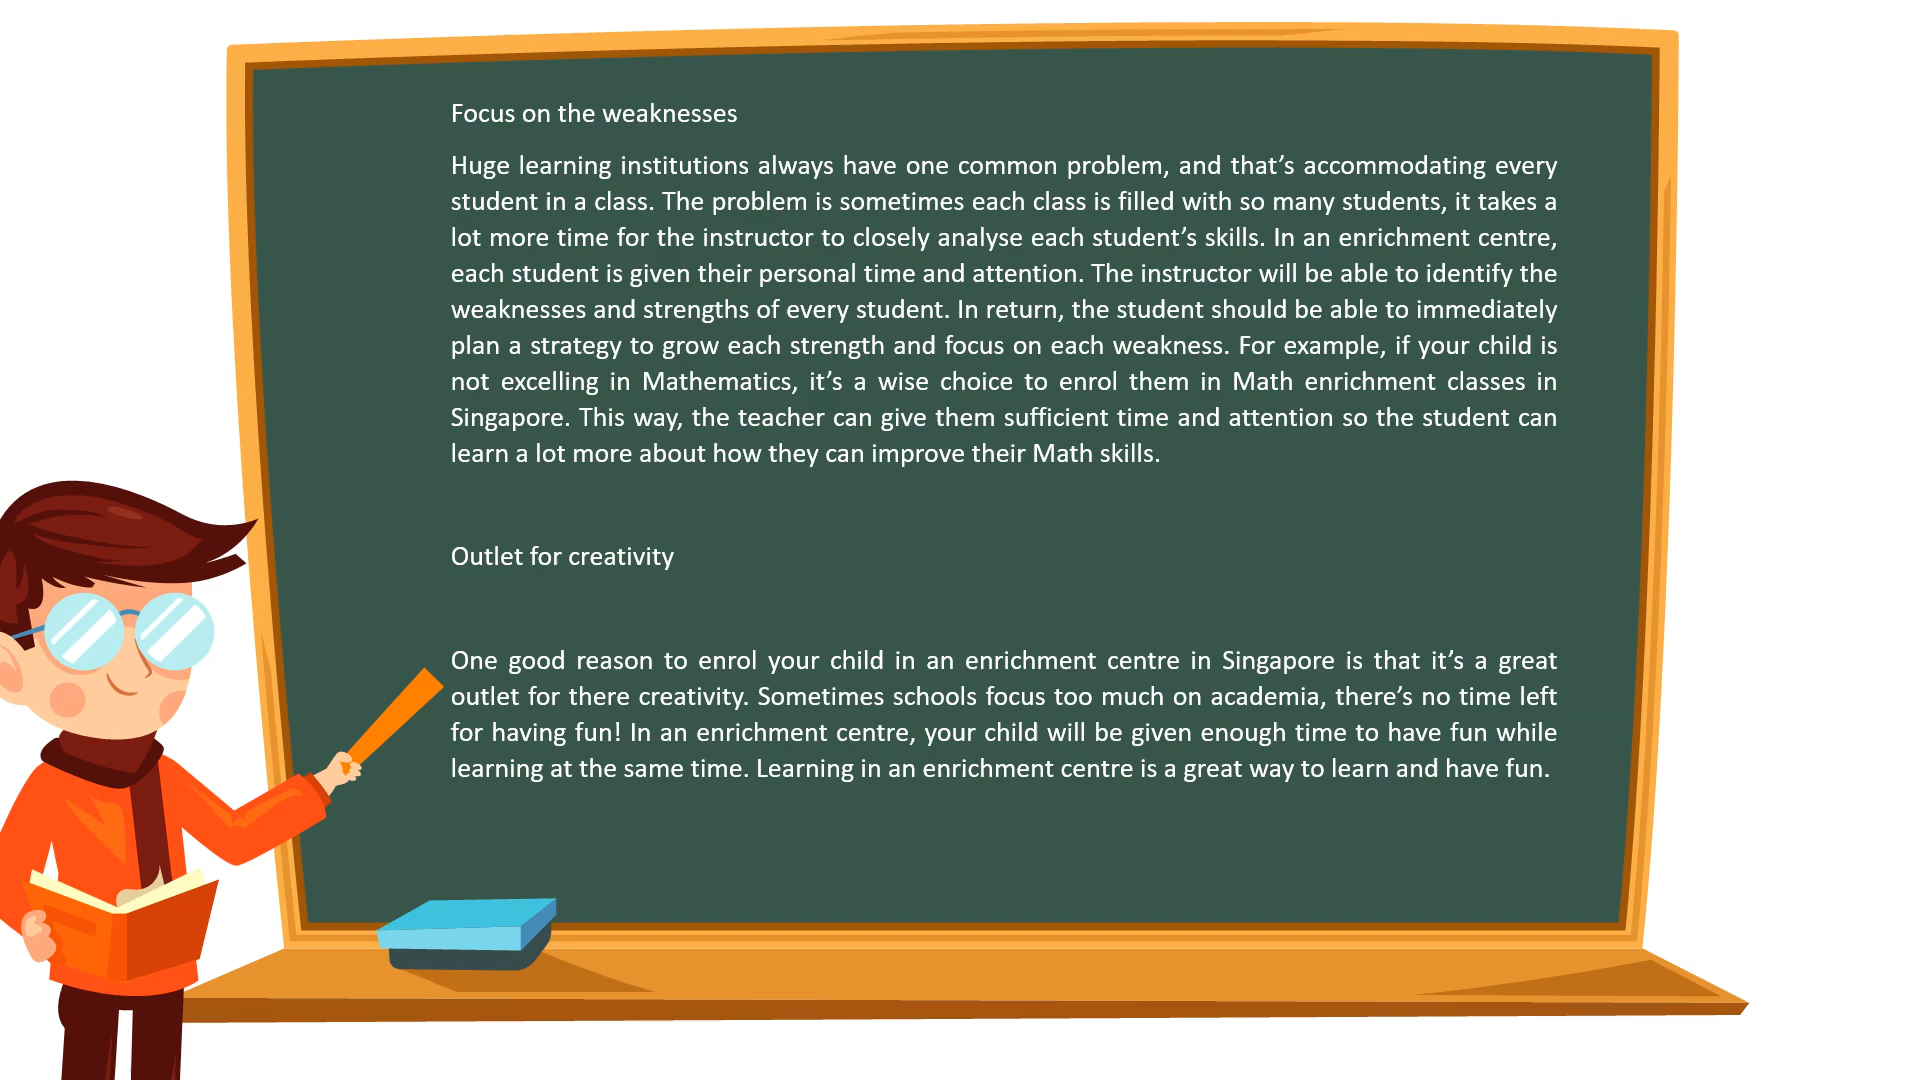 Focus on the weaknesses
Huge learning institutions always have one common problem, and that’s accommodating every
student in a class. The problem is sometimes each class is filled with so many students, it takes a
lot more time for the instructor to closely analyse each student’s skills. In an enrichment centre,
each student is given their personal time and attention. The instructor will be able to identify the
weaknesses and strengths of every student. In return, the student should be able to immediately
plan a strategy to grow each strength and focus on each weakness. For example, if your child is
not excelling in Mathematics, it’s a wise choice to enrol them in Math enrichment classes in
Singapore. This way, the teacher can give them sufficient time and attention so the student can
learn a lot more about how they can improve their Math skills.
Outlet for creativity
One good reason to enrol your child in an enrichment centre in Singapore is that it’s a great
outlet for there creativity. Sometimes schools focus too much on academia, there’s no time left
for having fun! In an enrichment centre, your child will be given enough time to have fun while
learning at the same time. Learning in an enrichment centre is a great way to learn and have fun.